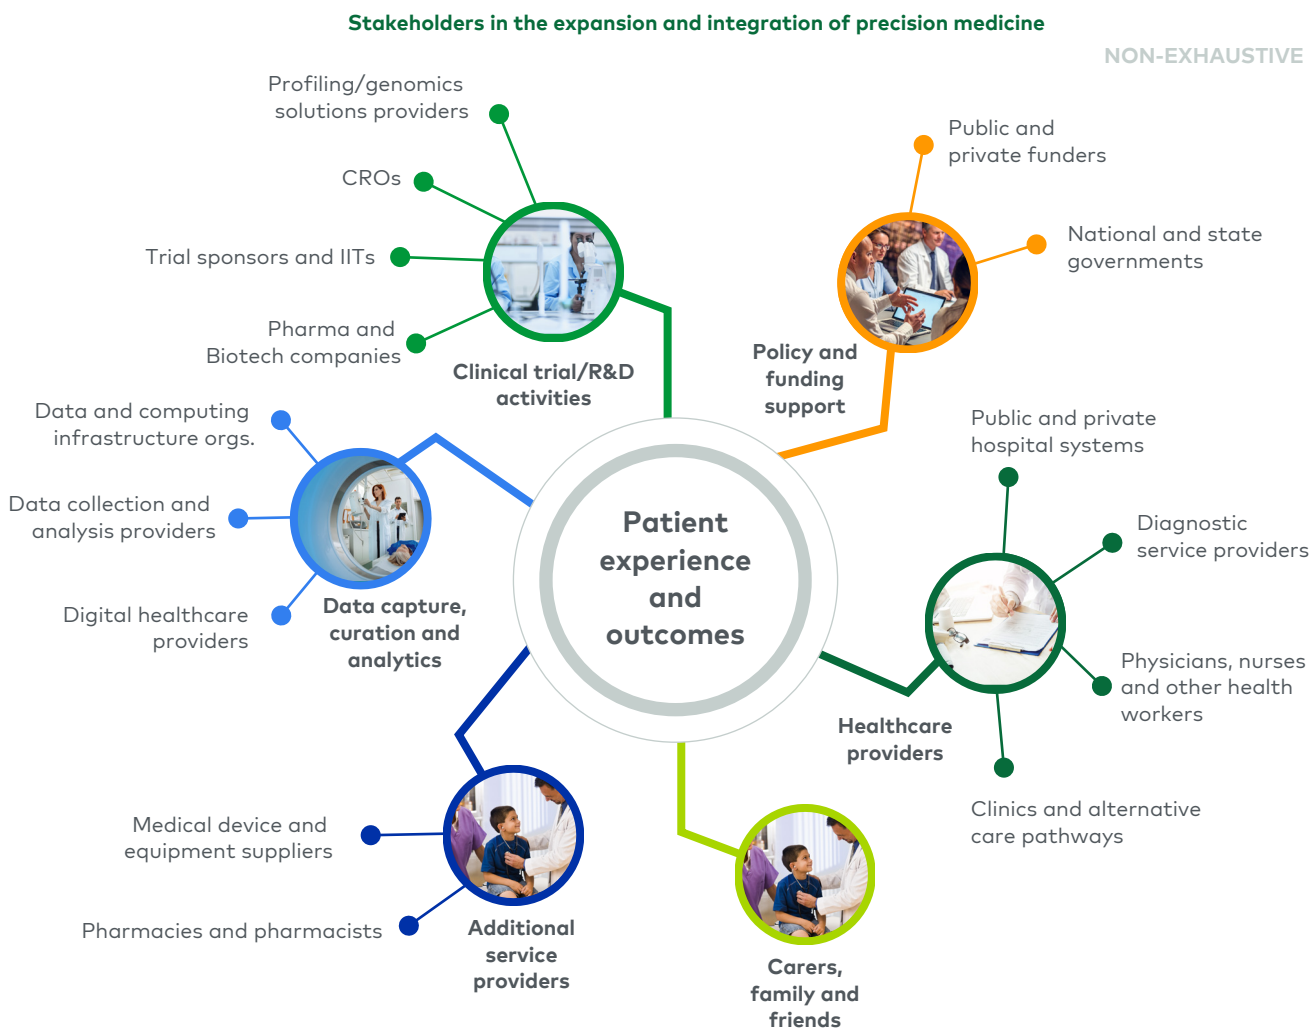 Stakeholders in the expansion and integration of precision medicine
NON-EXHAUSTIVE
Profiling/genomics
solutions providers
CROs
Trial sponsors and IITs
Pharma and
Biotech companies
Clinical trial/R&D
activities
Public and
private funders
National and state
governments
Policy and
funding
support
Data and computing
infrastructure orgs.
Data collection and
analysis providers
Digital healthcare
providers
Data capture,
curation and
analytics
Patient
experience
and
outcomes
Public and private
hospital systems
Diagnostic
service providers
Physicians, nurses
and other health
workers
Clinics and alternative
care pathways
Healthcare
providers
Medical device and
equipment suppliers
Pharmacies and pharmacists
Additional
service
providers
Carers,
family and
friends